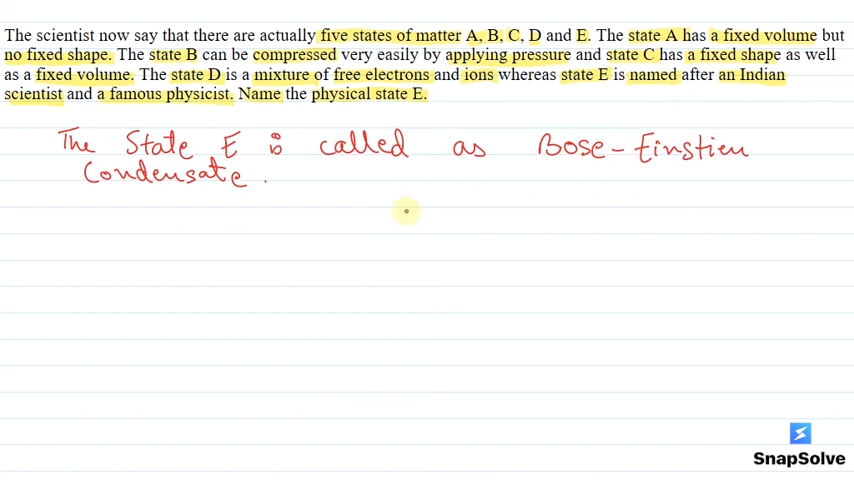 The scientist now say that there are actually five states of matter A, B, C, D and E. The state A has a fixed volume but
no fixed shape. The state B can be compressed very easily by applying pressure and state C has a fixed shape as well
as a fixed volume. The state D is a mixture of free electrons and ions whereas state E is named after an Indian
scientist and a famous physicist. Name the physical state E.
The State E is called as Bose-Einstien
Condensate.
SnapSolve